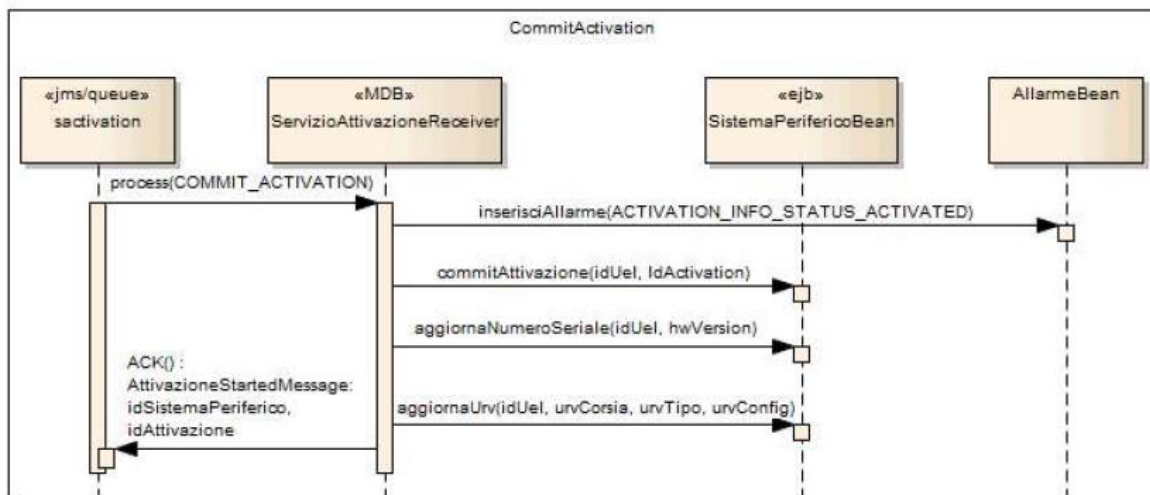 CommitActivation
«jms/queue»
sactivation
«MDB»
ServizioAttivazioneReceiver
«ejb»
SistemaPerifericoBean
AllarmeBean
process(COMMIT_ACTIVATION)
inserisciAllarme(ACTIVATION_INFO_STATUS_ACTIVATED)
commitAttivazione(idUel, IdActivation)
aggiornaNumeroSeriale(idUel, hwVersion)
ACK() :
AttivazioneStartedMessage:
idSistemaPeriferico,
idAttivazione
aggiornaUrv(idUel, urvCorsia, urvTipo, urvConfig)